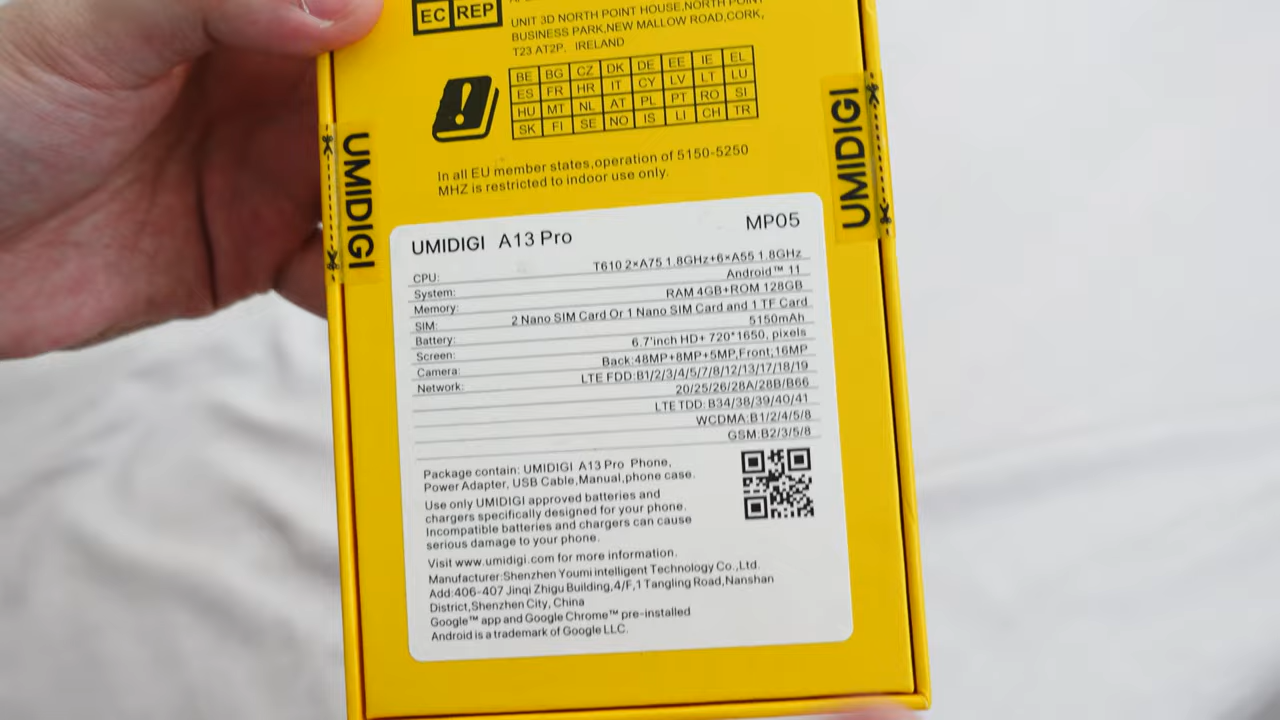 EC REP
UNIT 3D NORTH POINT HOUSE,NORTH POINT
BUSINESS PARK,NEW MALLOW ROAD,CORK,
T23 AT2P. IRELAND
BE BG CZ DK DE EE IE EL
ES FR HR IT CY LV LT LU
HU MT NL AT PL PT RO SI
SK FI SE NO IS LI CH TR
In all EU member states,operation of 5150-5250
MHZ is restricted to indoor use only.
UMIDIGI
UMIDIGI
UMIDIGI A13 Pro MP05
CPU: T610 2×A75 1.8GHz+6×A55 1.8GHz
System: Android™ 11
Memory: RAM 4GB+ROM 128GB
SIM: 2 Nano SIM Card Or 1 Nano SIM Card and 1 TF Card
Battery: 5150mAh
Screen: 6.7'inch HD+ 720*1650, pixels
Camera: Back:48MP+8MP+5MP,Front:16MP
Network: LTE FDD:B1/2/3/4/5/7/8/12/13/17/18/19
20/25/26/28A/28B/B66
LTE TDD: B34/38/39/40/41
WCDMA:B1/2/4/5/8
GSM:B2/3/5/8
Package contain: UMIDIGI A13 Pro Phone,
Power Adapter, USB Cable,Manual,phone case.
Use only UMIDIGI approved batteries and
chargers specifically designed for your phone.
Incompatible batteries and chargers can cause
serious damage to your phone.
Visit www.umidigi.com for more information.
Manufacturer:Shenzhen Youmi intelligent Technology Co.,Ltd.
Add:406-407 Jinqi Zhigu Building,4/F,1 Tangling Road,Nanshan
District,Shenzhen City, China
Google™ app and Google Chrome™ pre-installed
Android is a trademark of Google LLC.